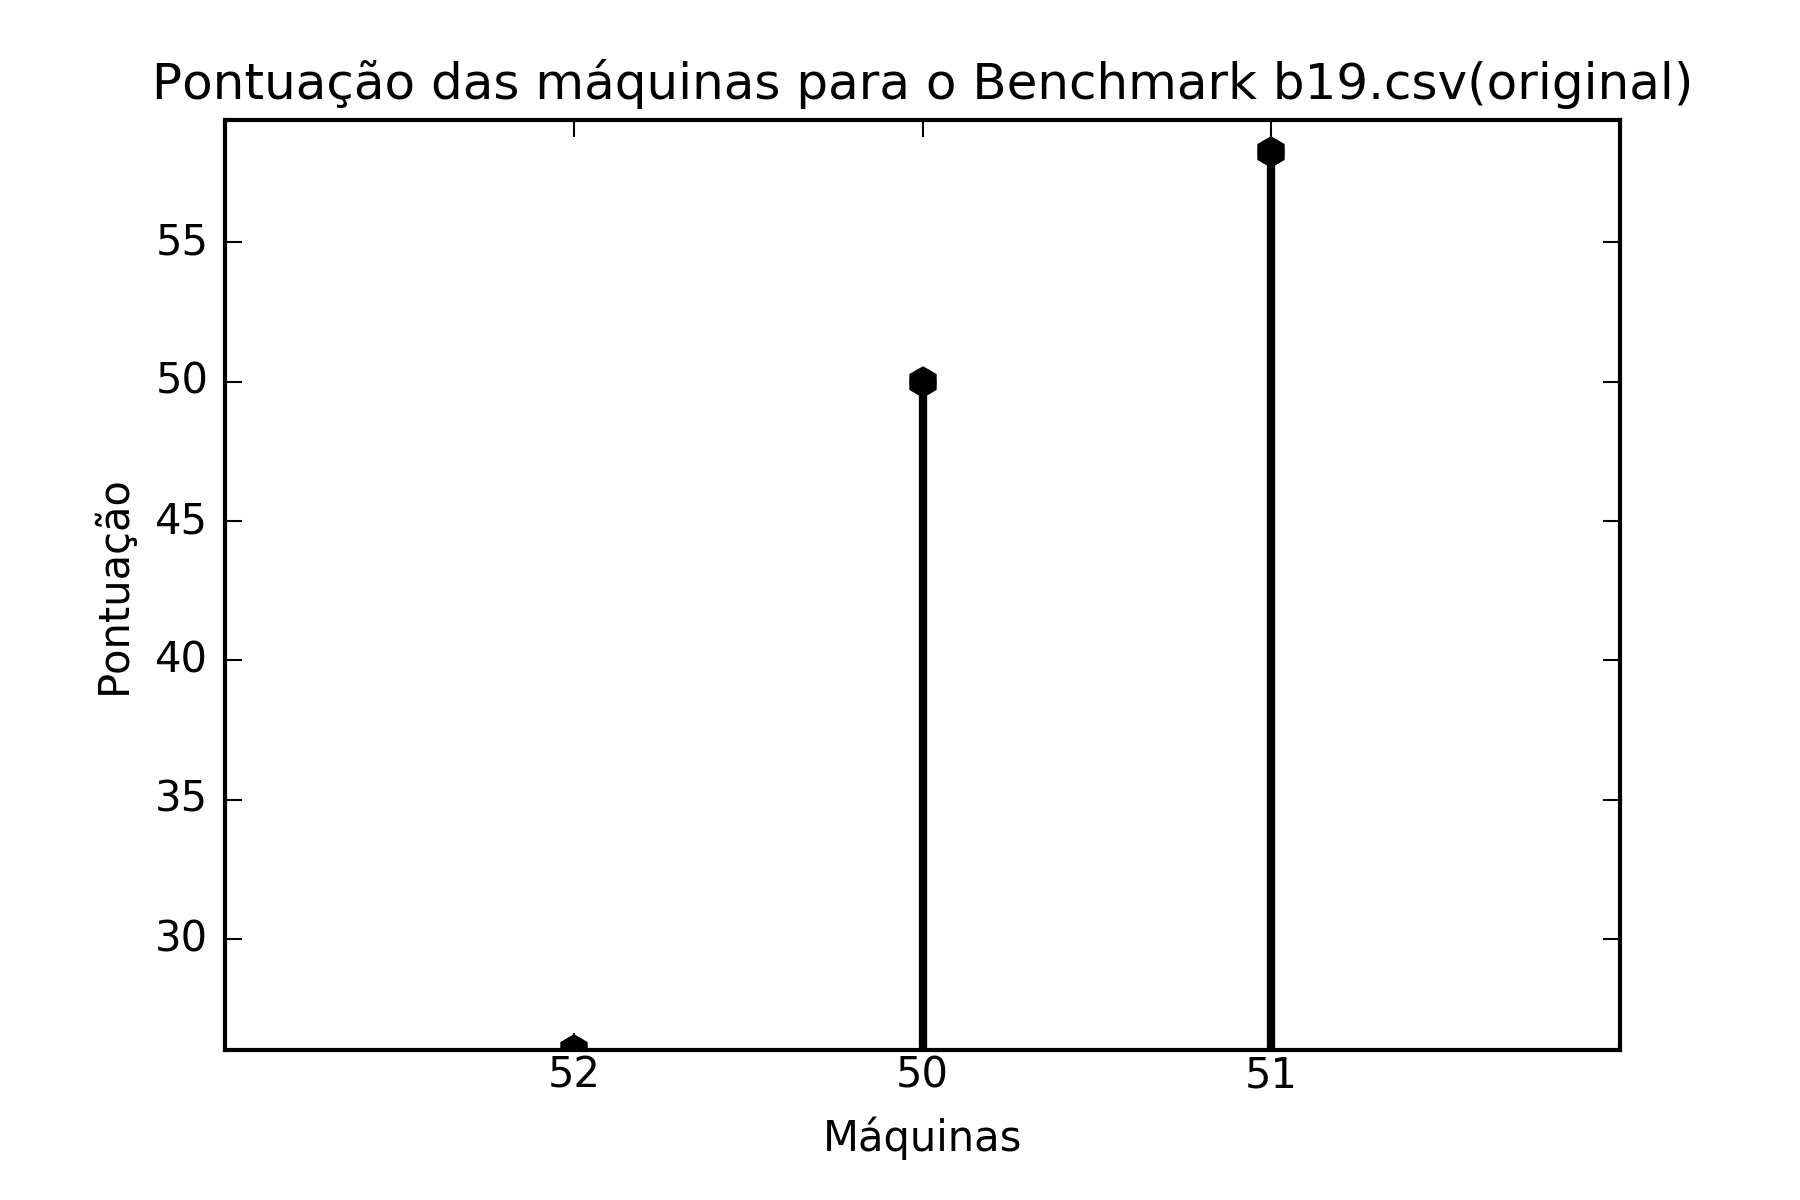 Pontuação das máquinas para o Benchmark b19.csv(original)
55
50
45
40
35
30
Pontuação
52 50 51
Máquinas